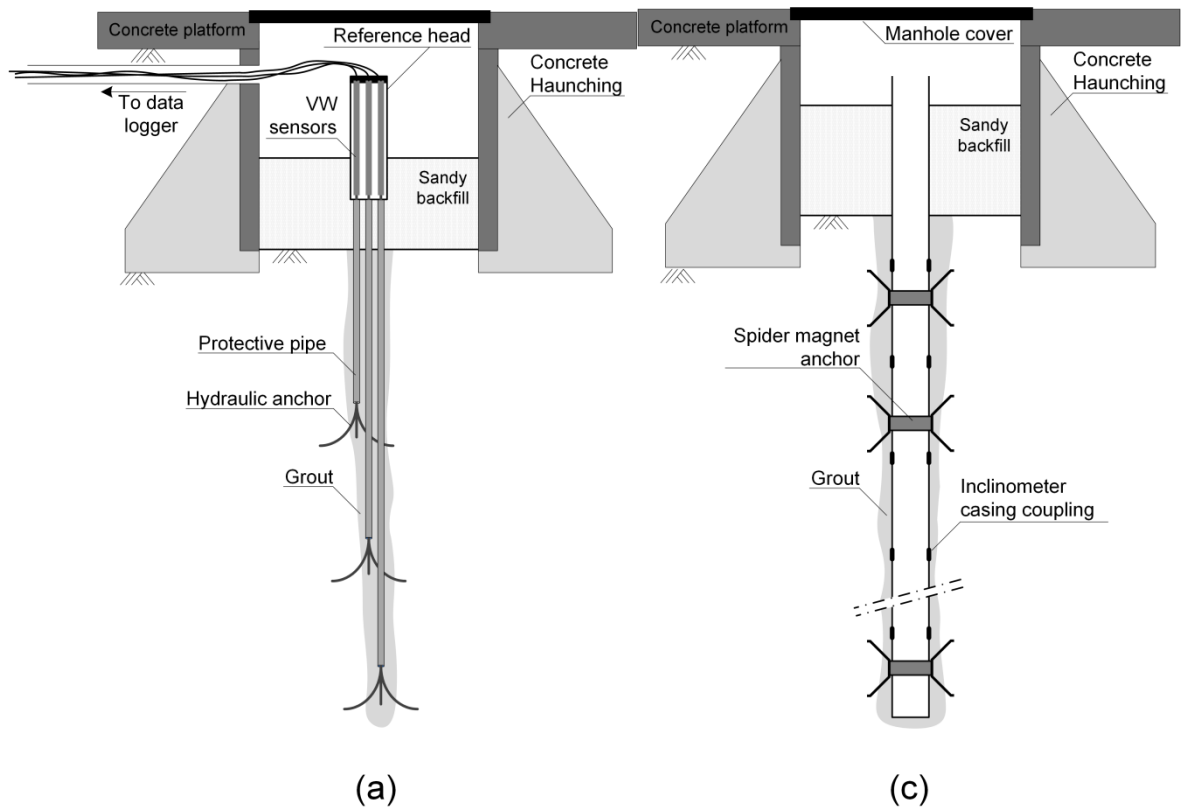 Concrete platform
Reference head
Concrete
Haunching
To data
logger
VW
sensors
Sandy
backfill
Protective pipe
Hydraulic anchor
Grout
(a)
Concrete platform
Manhole cover
Concrete
Haunching
Sandy
backfill
Spider magnet
anchor
Grout
Inclinometer
casing coupling
(c)